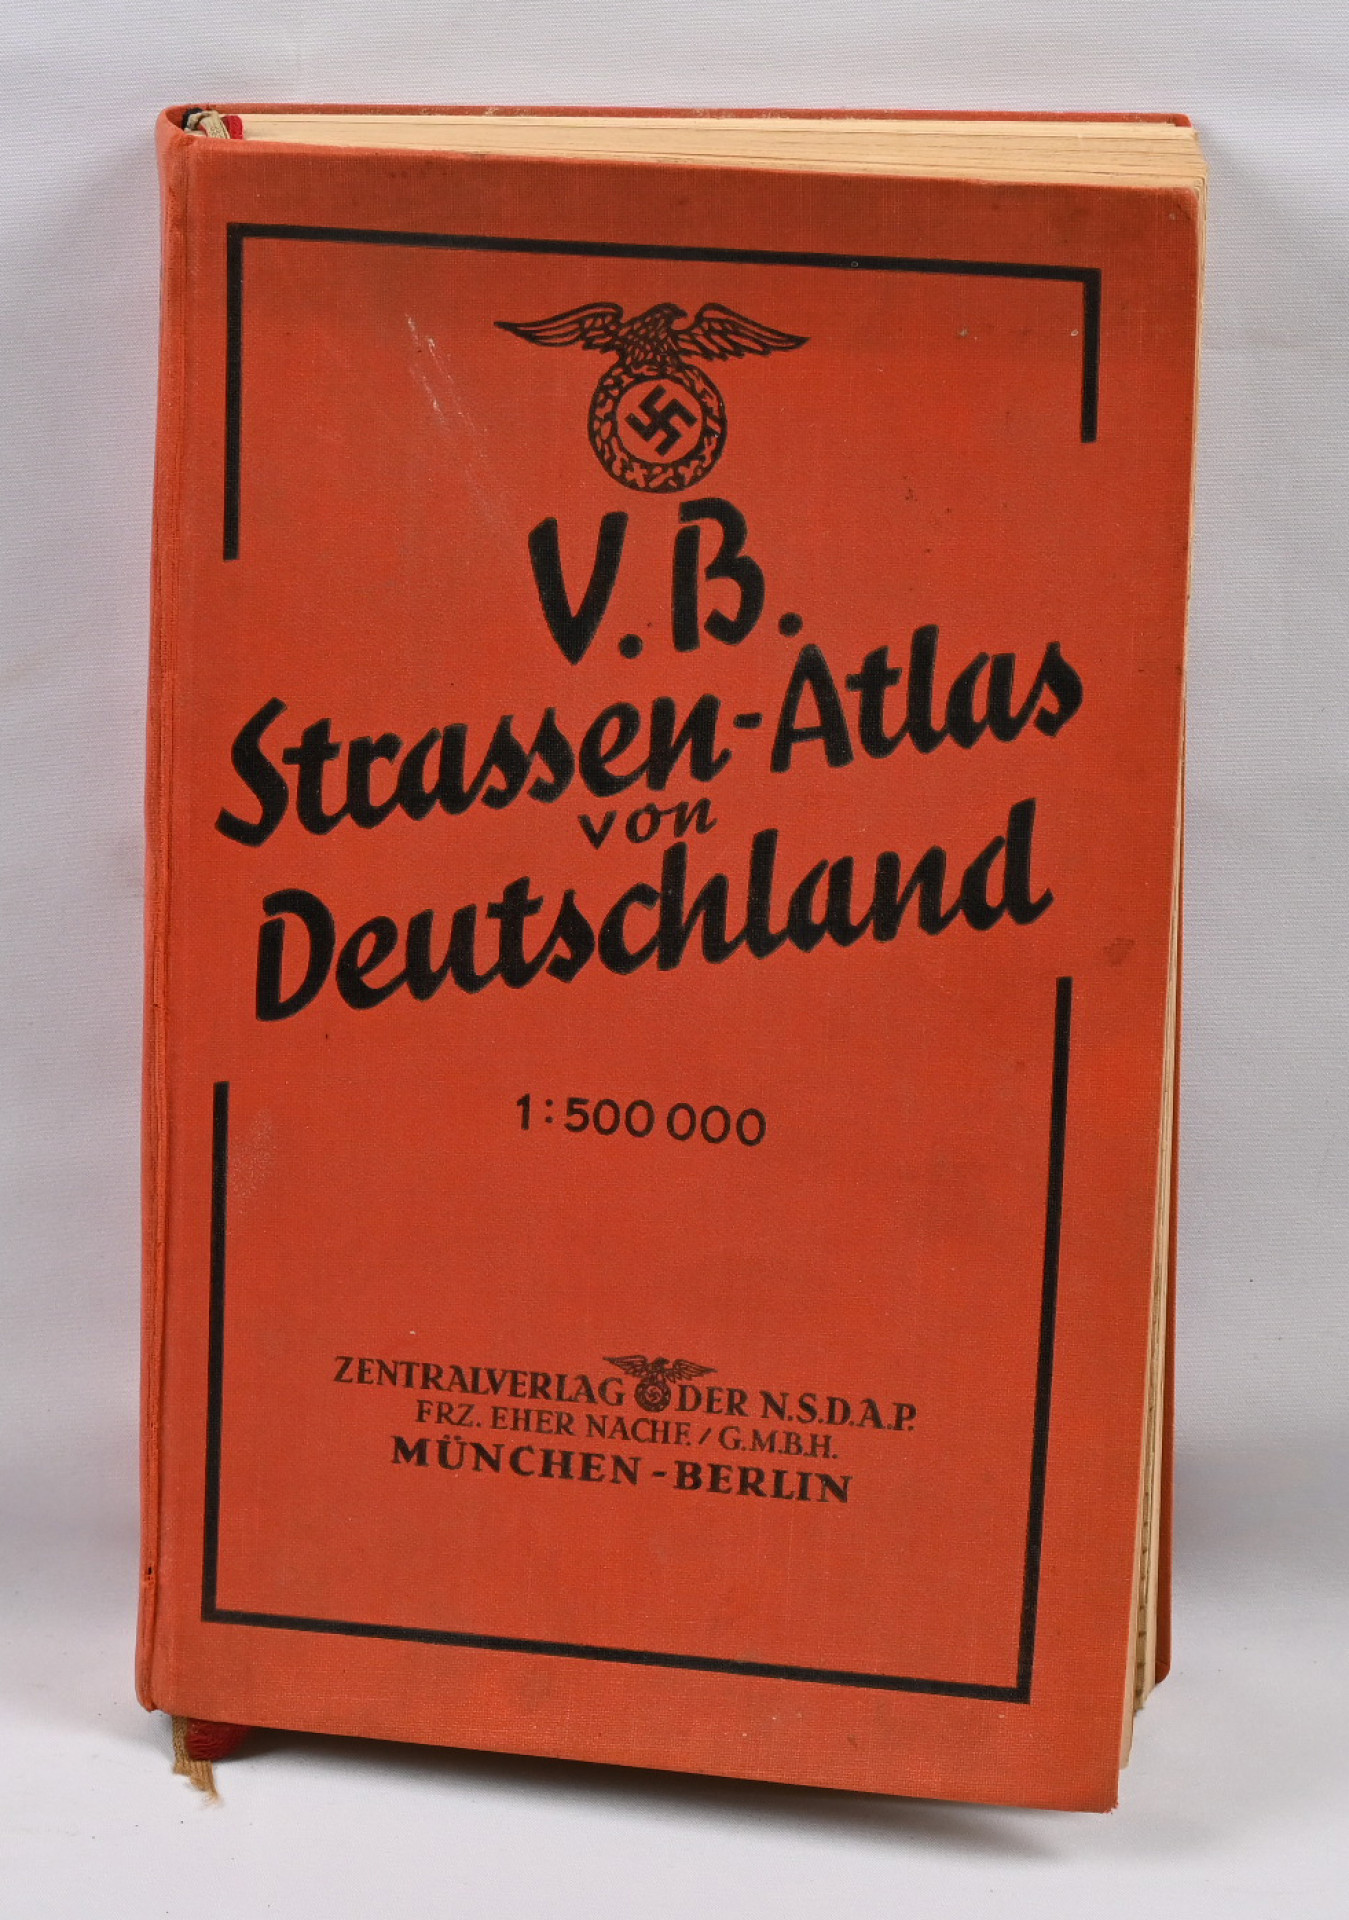 V. B.
Strassen-Atlas
von
Deutschland
1:500 000
ZENTRALVERLAG DER N.S.D.A.P.
FRZ. EHER NACHF. / G.M.B.H.
MÜNCHEN - BERLIN